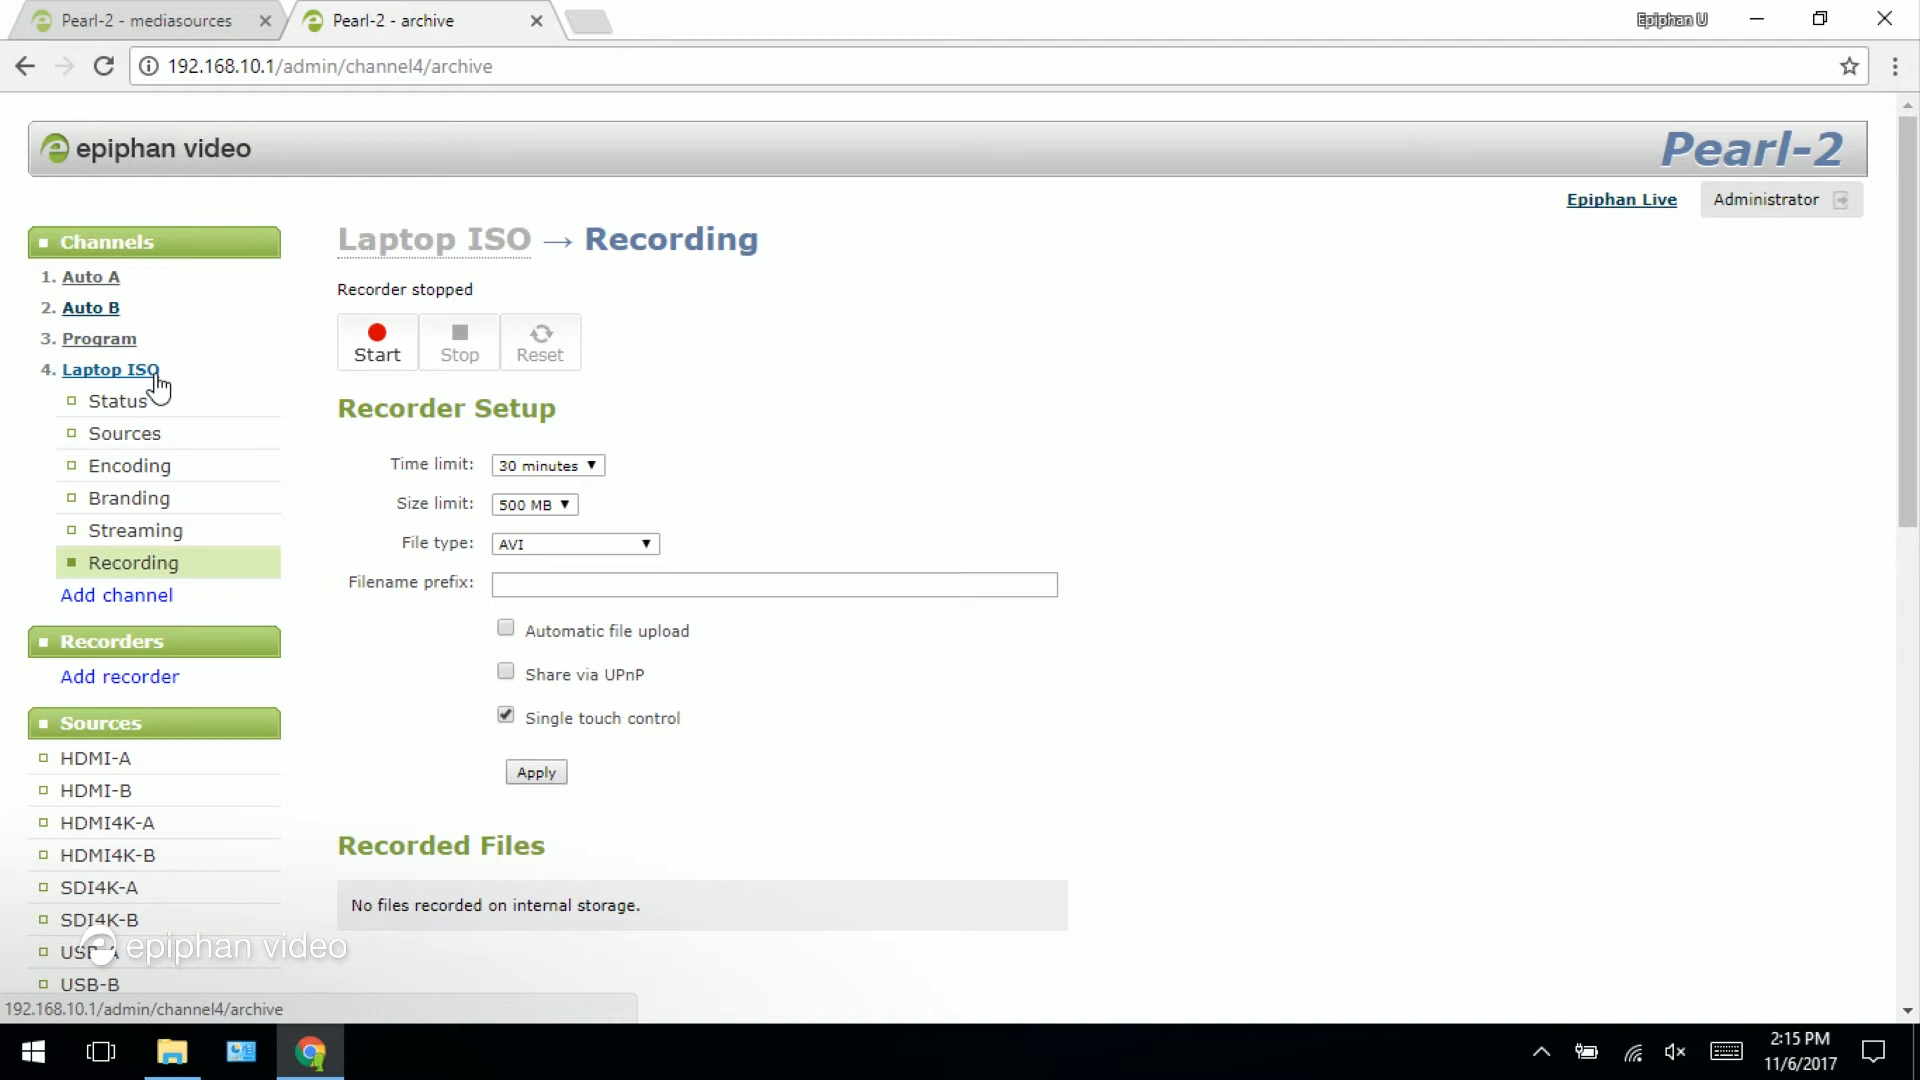 Pearl-2 - mediasources
Pearl-2 - archive
Epiphan U
192.168.10.1/admin/channel4/archive
epiphan video
Pearl-2
Epiphan Live
Administrator
Channels
1. Auto A
2. Auto B
3. Program
4. Laptop ISO
Status
Sources
Encoding
Branding
Streaming
Recording
Add channel
Recorders
Add recorder
Sources
HDMI-A
HDMI-B
HDMI4K-A
HDMI4K-B
SDI4K-A
SDI4K-B
USB-A
USB-B
Laptop ISO → Recording
Recorder stopped
Start
Stop
Reset
Recorder Setup
Time limit: 30 minutes
Size limit: 500 MB
File type: AVI
Filename prefix:
Automatic file upload
Share via UPnP
Single touch control
Apply
Recorded Files
No files recorded on internal storage.
epiphan video
192.168.10.1/admin/channel4/archive
2:15 PM
11/6/2017